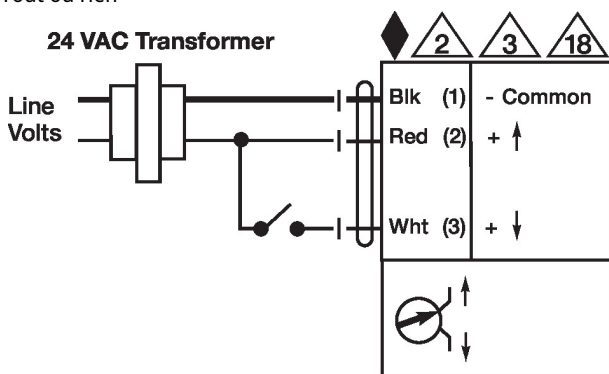 24 VAC Transformer
2 3 18
Line
Volts
Blk (1) - Common
Red (2) +
Wht (3) +